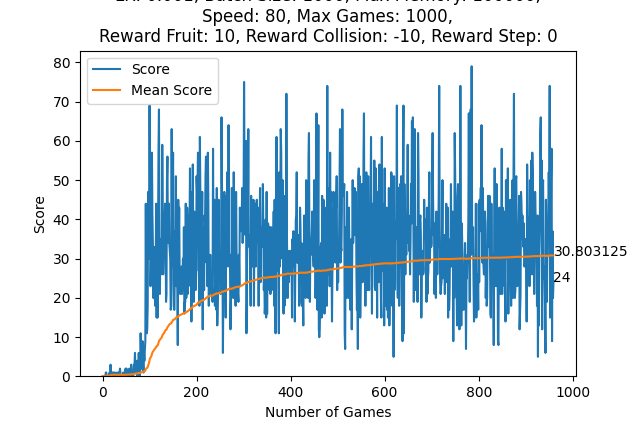 Speed: 80, Max Games: 1000,
Reward Fruit: 10, Reward Collision: -10, Reward Step: 0
Score
Mean Score
80
70
60
50
40
30
20
10
0
Score
30.803125
24
0 200 400 600 800 1000
Number of Games